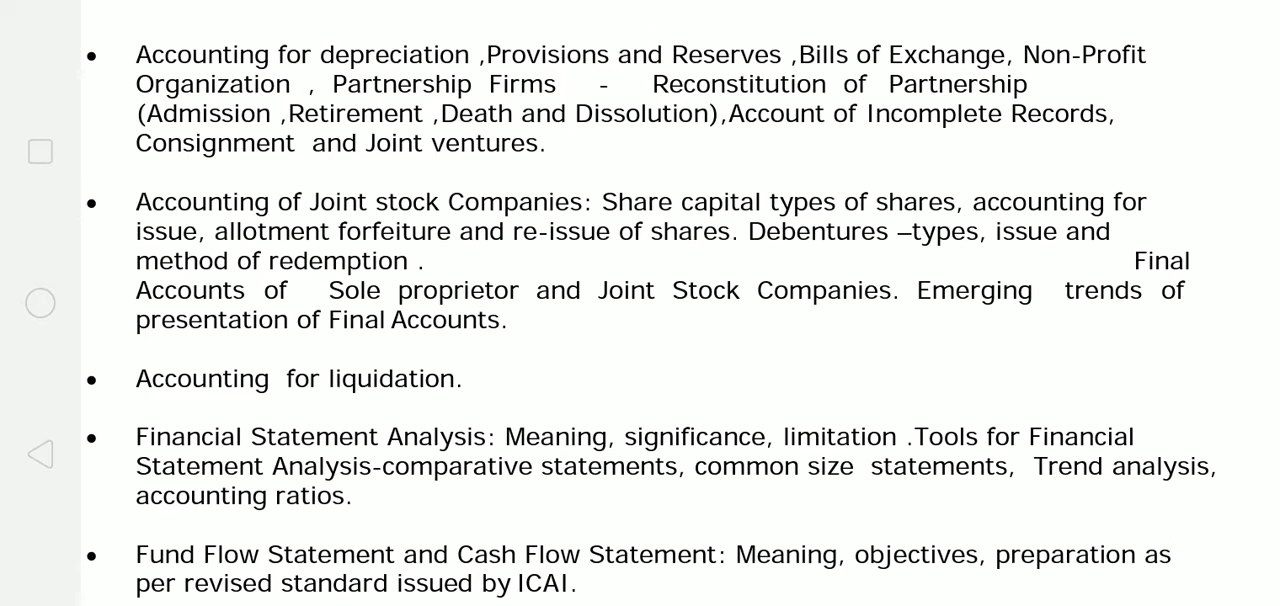 • Accounting for depreciation ,Provisions and Reserves ,Bills of Exchange, Non-Profit
Organization , Partnership Firms - Reconstitution of Partnership
(Admission ,Retirement ,Death and Dissolution),Account of Incomplete Records,
Consignment and Joint ventures.
• Accounting of Joint stock Companies: Share capital types of shares, accounting for
issue, allotment forfeiture and re-issue of shares. Debentures –types, issue and
method of redemption . Final
Accounts of Sole proprietor and Joint Stock Companies. Emerging trends of
presentation of Final Accounts.
• Accounting for liquidation.
• Financial Statement Analysis: Meaning, significance, limitation .Tools for Financial
Statement Analysis-comparative statements, common size statements, Trend analysis,
accounting ratios.
• Fund Flow Statement and Cash Flow Statement: Meaning, objectives, preparation as
per revised standard issued by ICAI.